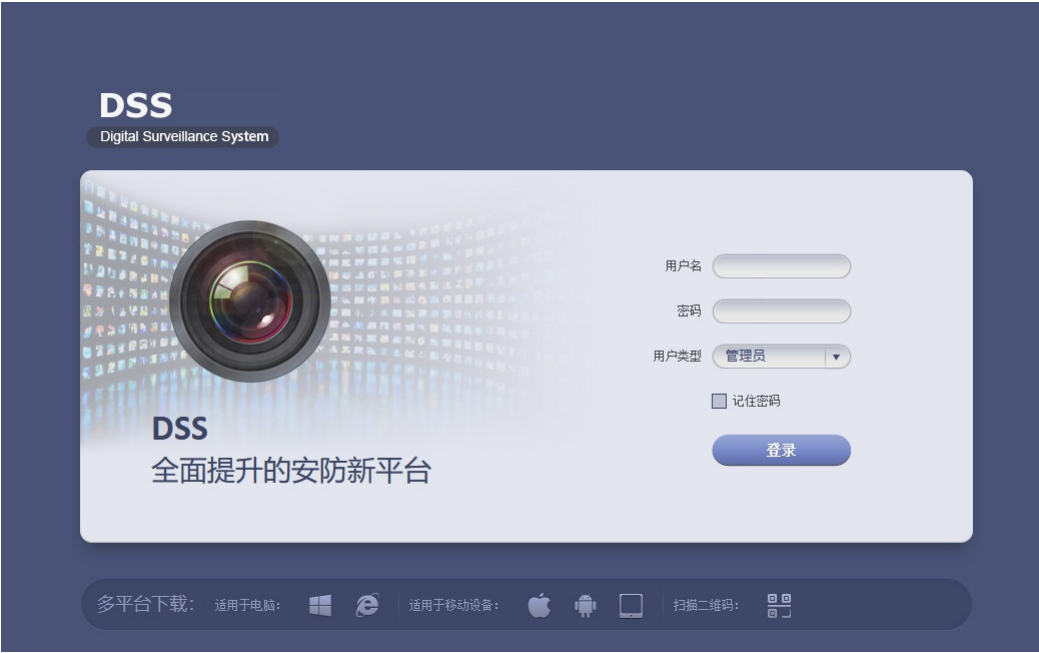 DSS
Digital Surveillance System
用户名
密码
用户类型 管理员
记住密码
登录
DSS
全面提升的安防新平台
多平台下载： 适用于电脑： 适用于移动设备： 扫描二维码：